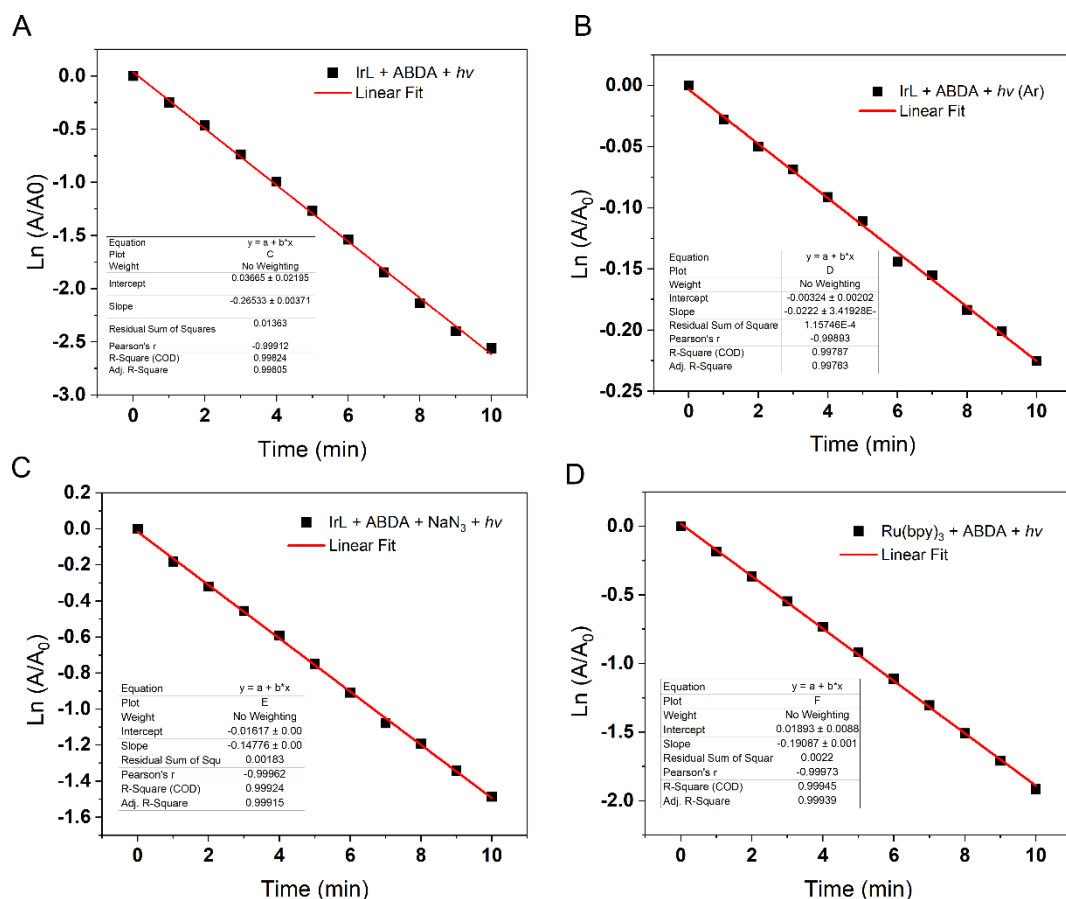 A
IrL + ABDA + hν
Linear Fit
Ln (A/A0)
0.0
-0.5
-1.0
-1.5
-2.0
-2.5
-3.0
Equation y = a + b*x
Plot C
Weight No Weighting
Intercept 0.03665 ± 0.02195
Slope -0.26533 ± 0.00371
Residual Sum of Squares 0.01363
Pearson's r -0.99912
R-Square (COD) 0.99824
Adj. R-Square 0.99805
0 2 4 6 8 10
Time (min)
B
IrL + ABDA + hν (Ar)
Linear Fit
Ln (A/A₀)
0.00
-0.05
-0.10
-0.15
-0.20
-0.25
Equation y = a + b*x
Plot D
Weight No Weighting
Intercept -0.00324 ± 0.00202
Slope -0.0222 ± 3.41928E-
Residual Sum of Square 1.15746E-4
Pearson's r -0.99893
R-Square (COD) 0.99787
Adj. R-Square 0.99763
0 2 4 6 8 10
Time (min)
C
IrL + ABDA + NaN₃ + hν
Linear Fit
Ln (A/A₀)
0.2
0.0
-0.2
-0.4
-0.6
-0.8
-1.0
-1.2
-1.4
-1.6
Equation y = a + b*x
Plot E
Weight No Weighting
Intercept -0.01617 ± 0.00
Slope -0.14776 ± 0.00
Residual Sum of Squ 0.00183
Pearson's r -0.99962
R-Square (COD) 0.99924
Adj. R-Square 0.99915
0 2 4 6 8 10
Time (min)
D
Ru(bpy)₃ + ABDA + hν
Linear Fit
Ln (A/A₀)
0.0
-0.5
-1.0
-1.5
-2.0
Equation y = a + b*x
Plot F
Weight No Weighting
Intercept 0.01893 ± 0.0088
Slope -0.19087 ± 0.001
Residual Sum of Squar 0.0022
Pearson's r -0.99973
R-Square (COD) 0.99945
Adj. R-Square 0.99939
0 2 4 6 8 10
Time (min)